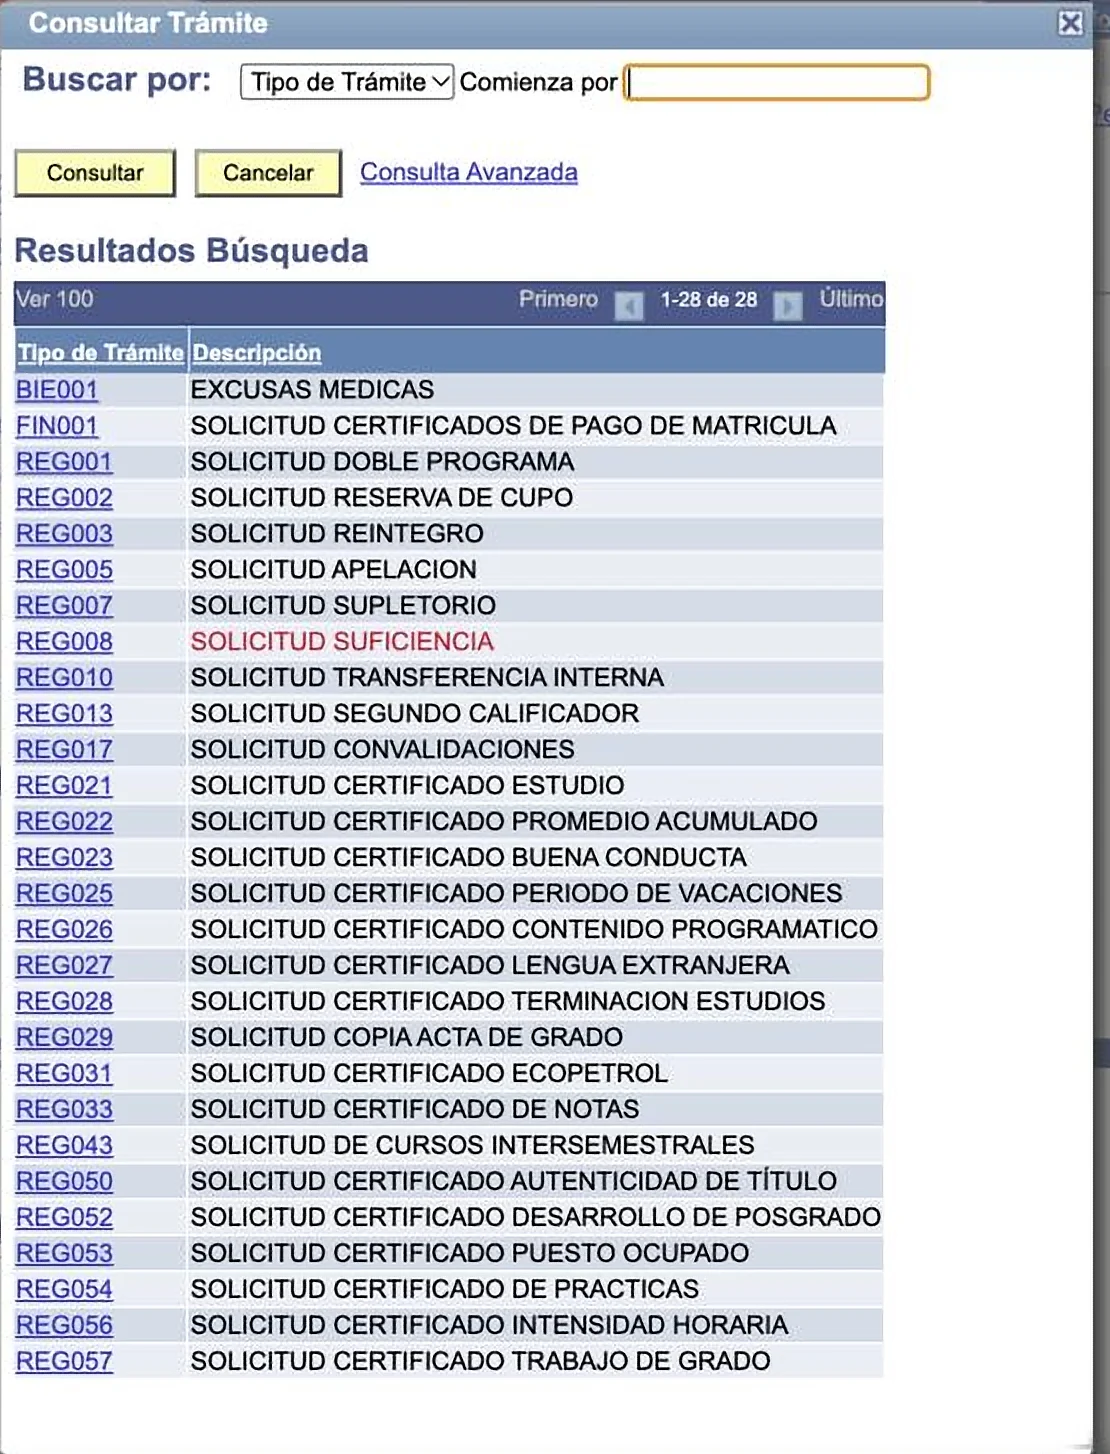 Consultar Trámite
Buscar por: Tipo de Trámite Comienza por
Consultar Cancelar Consulta Avanzada
Resultados Búsqueda
Ver 100 Primero 1-28 de 28 Último
Tipo de Trámite Descripción
BIE001 EXCUSAS MEDICAS
FIN001 SOLICITUD CERTIFICADOS DE PAGO DE MATRICULA
REG001 SOLICITUD DOBLE PROGRAMA
REG002 SOLICITUD RESERVA DE CUPO
REG003 SOLICITUD REINTEGRO
REG005 SOLICITUD APELACION
REG007 SOLICITUD SUPLETORIO
REG008 SOLICITUD SUFICIENCIA
REG010 SOLICITUD TRANSFERENCIA INTERNA
REG013 SOLICITUD SEGUNDO CALIFICADOR
REG017 SOLICITUD CONVALIDACIONES
REG021 SOLICITUD CERTIFICADO ESTUDIO
REG022 SOLICITUD CERTIFICADO PROMEDIO ACUMULADO
REG023 SOLICITUD CERTIFICADO BUENA CONDUCTA
REG025 SOLICITUD CERTIFICADO PERIODO DE VACACIONES
REG026 SOLICITUD CERTIFICADO CONTENIDO PROGRAMATICO
REG027 SOLICITUD CERTIFICADO LENGUA EXTRANJERA
REG028 SOLICITUD CERTIFICADO TERMINACION ESTUDIOS
REG029 SOLICITUD COPIA ACTA DE GRADO
REG031 SOLICITUD CERTIFICADO ECOPETROL
REG033 SOLICITUD CERTIFICADO DE NOTAS
REG043 SOLICITUD DE CURSOS INTERSEMESTRALES
REG050 SOLICITUD CERTIFICADO AUTENTICIDAD DE TÍTULO
REG052 SOLICITUD CERTIFICADO DESARROLLO DE POSGRADO
REG053 SOLICITUD CERTIFICADO PUESTO OCUPADO
REG054 SOLICITUD CERTIFICADO DE PRACTICAS
REG056 SOLICITUD CERTIFICADO INTENSIDAD HORARIA
REG057 SOLICITUD CERTIFICADO TRABAJO DE GRADO